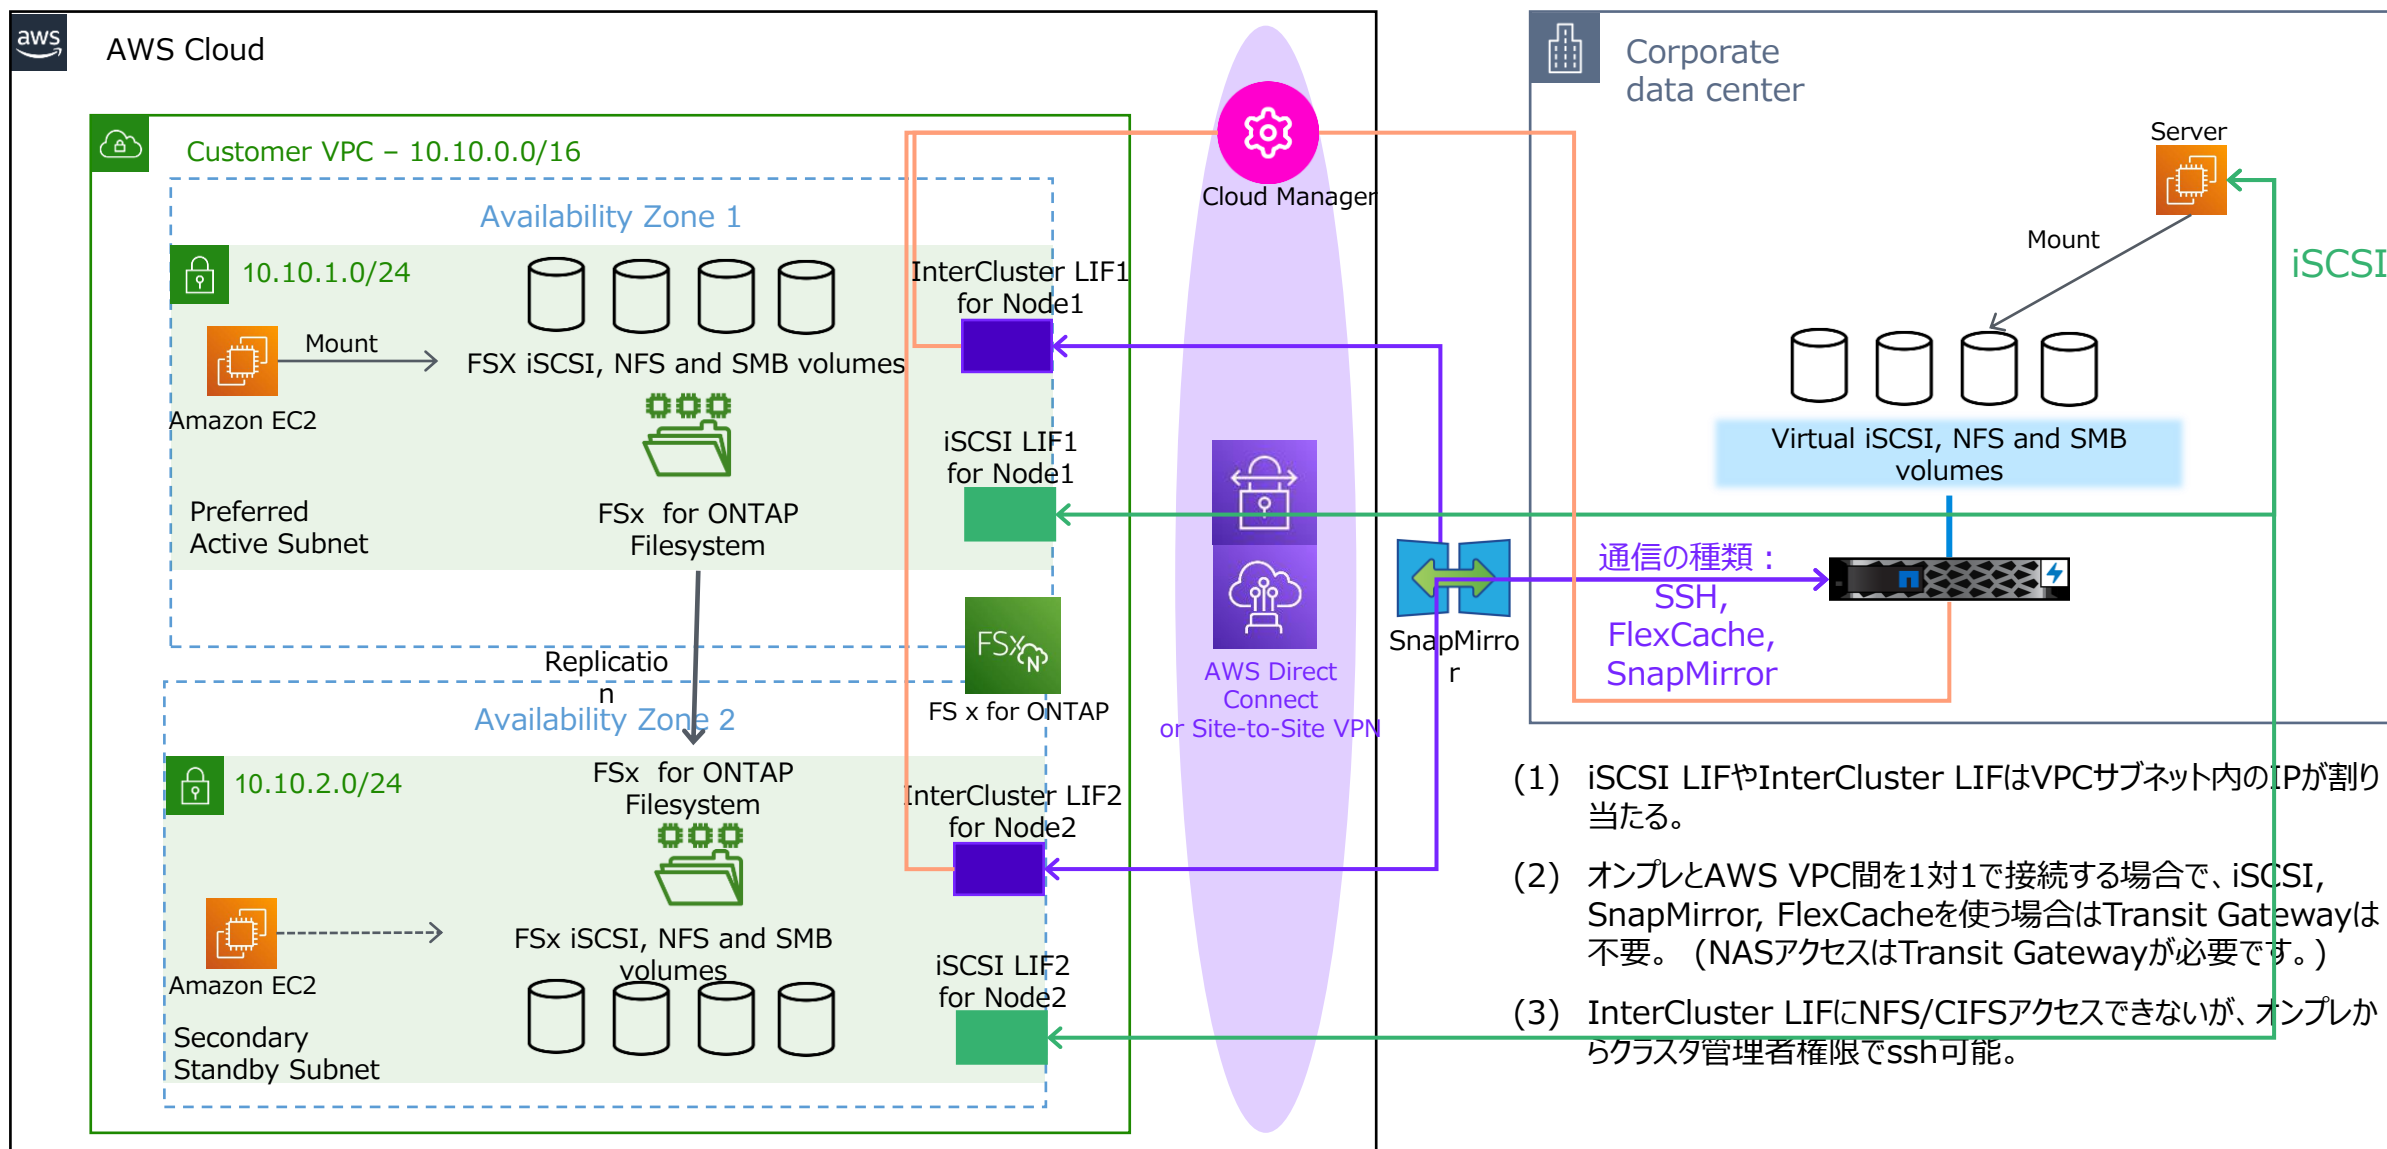 aws
AWS Cloud
Customer VPC – 10.10.0.0/16
Availability Zone 1
10.10.1.0/24
Mount
Amazon EC2
FSX iSCSI, NFS and SMB volumes
Preferred
Active Subnet
FSx for ONTAP
Filesystem
InterCluster LIF1
for Node1
iSCSI LIF1
for Node1
Replicatio
n
FSx
N
FS x for ONTAP
Availability Zone 2
10.10.2.0/24
FSx for ONTAP
Filesystem
Amazon EC2
FSx iSCSI, NFS and SMB
volumes
Secondary
Standby Subnet
InterCluster LIF2
for Node2
iSCSI LIF2
for Node2
Cloud Manager
AWS Direct
Connect
or Site-to-Site VPN
SnapMirro
r
Corporate
data center
Server
Mount
iSCSI
Virtual iSCSI, NFS and SMB
volumes
通信の種類：
SSH,
FlexCache,
SnapMirror
(1) iSCSI LIFやInterCluster LIFはVPCサブネット内のIPが割り
当たる。
(2) オンプレとAWS VPC間を1対1で接続する場合で、iSCSI,
SnapMirror, FlexCacheを使う場合はTransit Gatewayは
不要。 (NASアクセスはTransit Gatewayが必要です。)
(3) InterCluster LIFにNFS/CIFSアクセスできないが、オンプレか
らクラスタ管理者権限でssh可能。